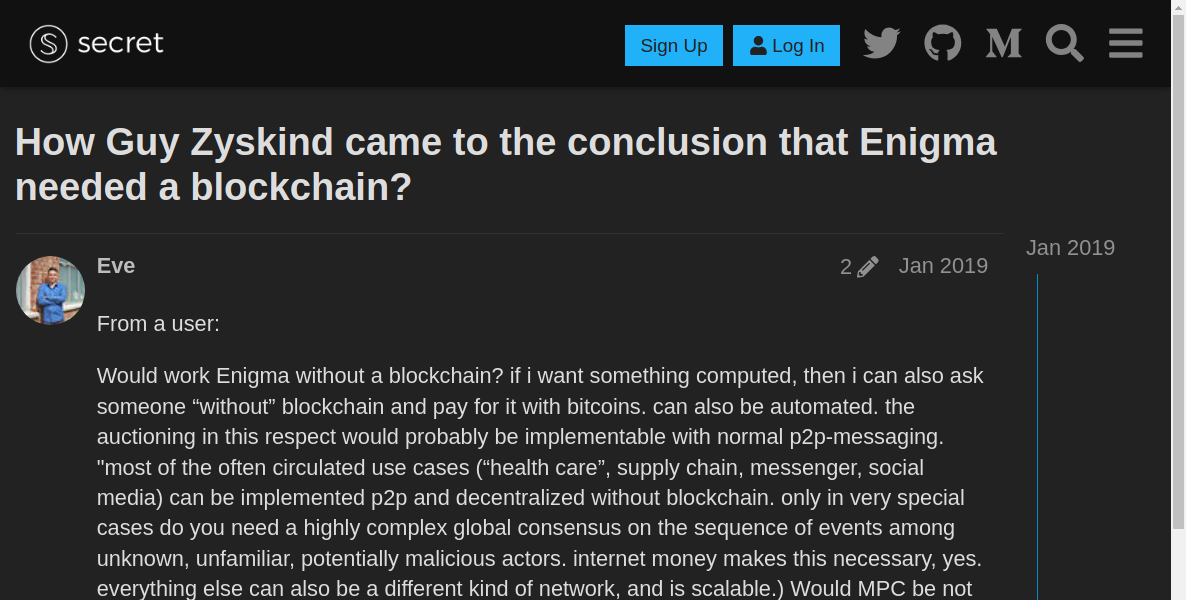 secret
Sign Up
Log In
How Guy Zyskind came to the conclusion that Enigma
needed a blockchain?
Jan 2019
Eve
2
Jan 2019
From a user:
Would work Enigma without a blockchain? if i want something computed, then i can also ask
someone “without” blockchain and pay for it with bitcoins. can also be automated. the
auctioning in this respect would probably be implementable with normal p2p-messaging.
"most of the often circulated use cases (“health care”, supply chain, messenger, social
media) can be implemented p2p and decentralized without blockchain. only in very special
cases do you need a highly complex global consensus on the sequence of events among
unknown, unfamiliar, potentially malicious actors. internet money makes this necessary, yes.
everything else can also be a different kind of network, and is scalable.) Would MPC be not